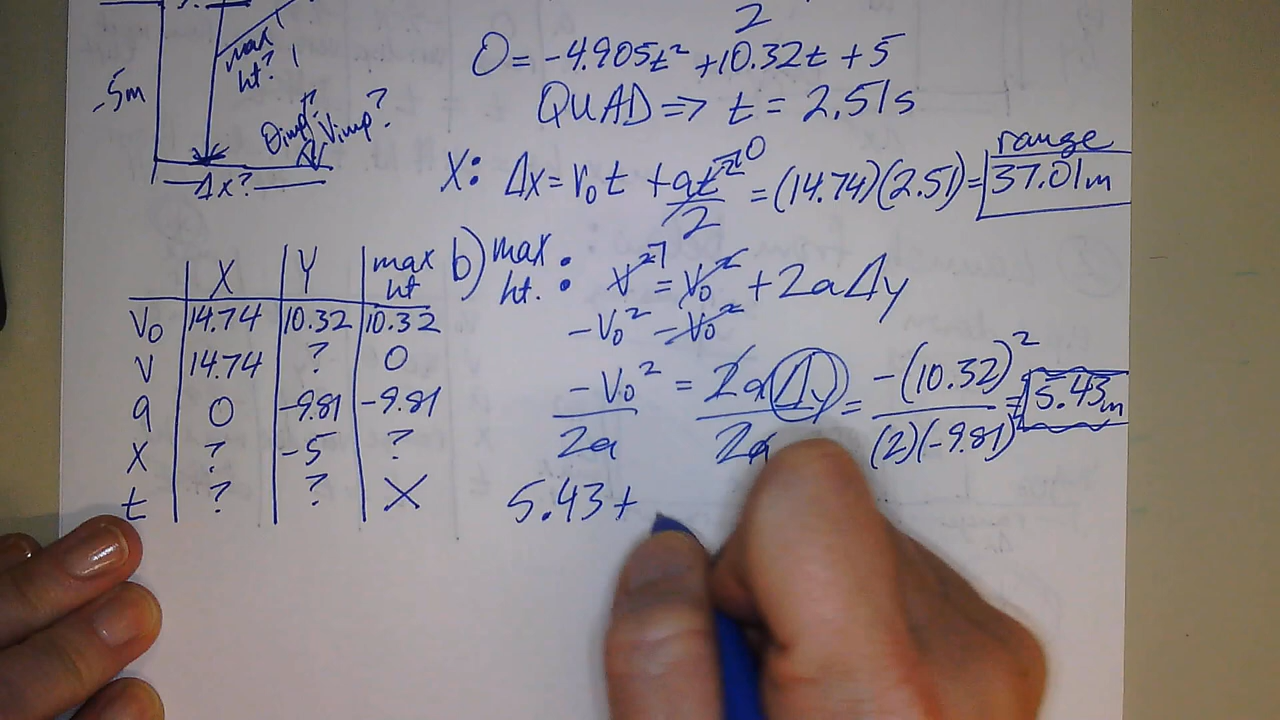 -5m
max
ht?
θimp? Vimp?
Δx?
2
0 = -4.905t² + 10.32t + 5
QUAD ⇒ t = 2.51s
range
X: Δx = v₀t + at²/2 = (14.74)(2.51) = 37.01m
X | Y | max ht
V₀ | 14.74 | 10.32 | 10.32
V | 14.74 | ? | 0
a | 0 | -9.81 | -9.81
X | ? | -5 | ?
t | ? | ? | X
b) max ht.: v² = v₀² + 2aΔy
-V₀² -V₀²
-V₀²/2a = 2aΔy/2a = -(10.32)²/(2)(-9.81) = 5.43m
5.43 +